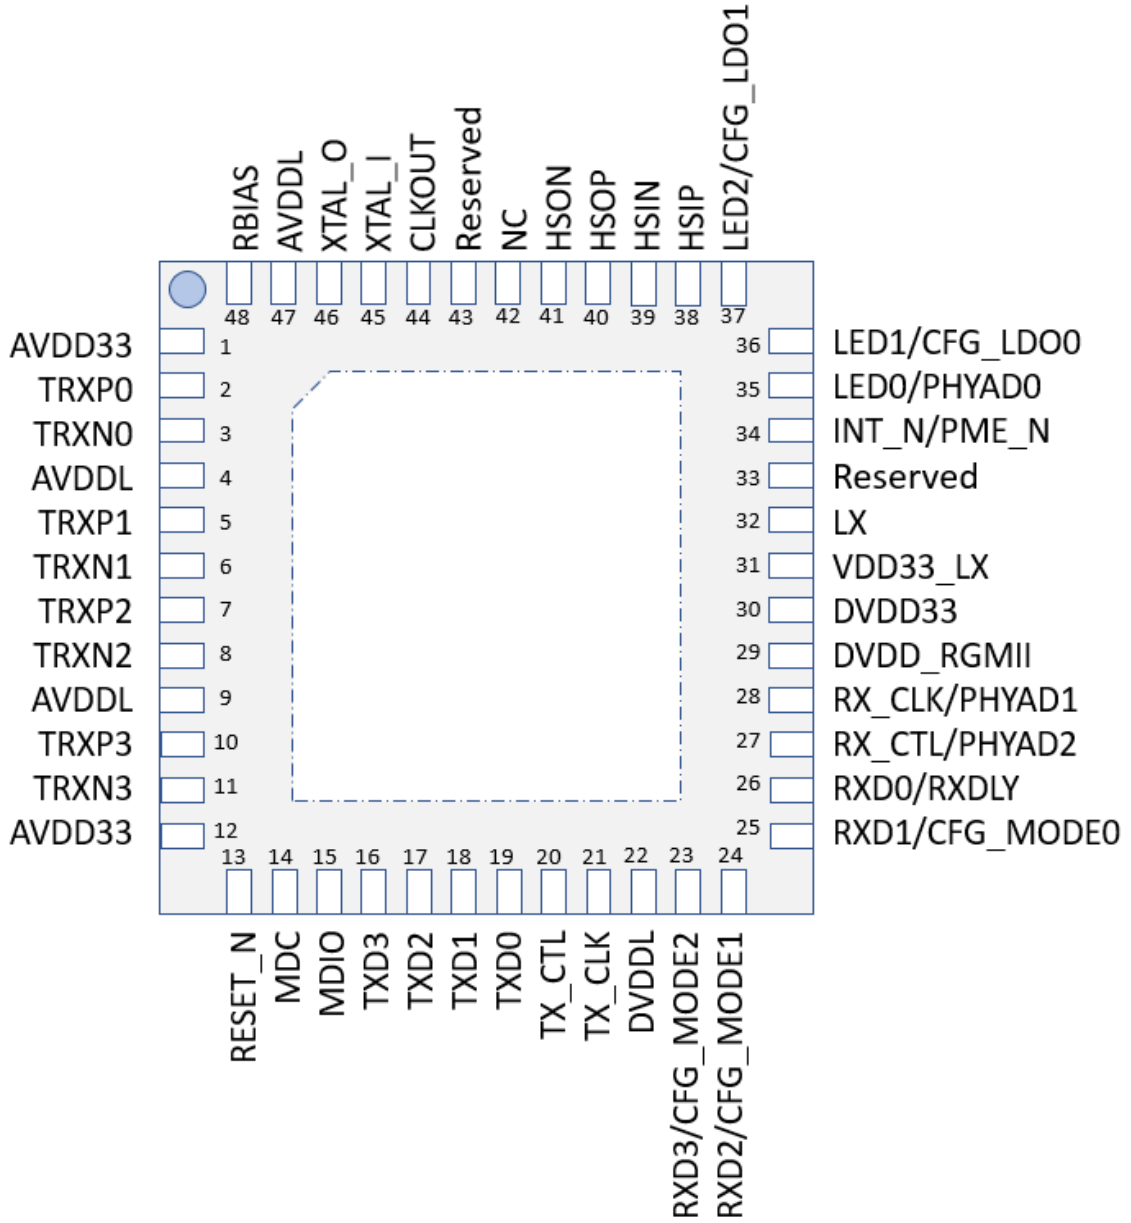 RBIAS
AVDDL
XTAL_O
XTAL_I
CLKOUT
Reserved
NC
HSON
HSOP
HSIN
HSIP
LED2/CFG_LDO1
48 47 46 45 44 43 42 41 40 39 38 37
AVDD33 1
TRXP0 2
TRXN0 3
AVDDL 4
TRXP1 5
TRXN1 6
TRXP2 7
TRXN2 8
AVDDL 9
TRXP3 10
TRXN3 11
AVDD33 12
36 LED1/CFG_LDO0
35 LED0/PHYAD0
34 INT_N/PME_N
33 Reserved
32 LX
31 VDD33_LX
30 DVDD33
29 DVDD_RGMII
28 RX_CLK/PHYAD1
27 RX_CTL/PHYAD2
26 RXD0/RXDLY
25 RXD1/CFG_MODE0
13 14 15 16 17 18 19 20 21 22 23 24
RESET_N
MDC
MDIO
TXD3
TXD2
TXD1
TXD0
TX_CTL
TX_CLK
DVDDL
RXD3/CFG_MODE2
RXD2/CFG_MODE1